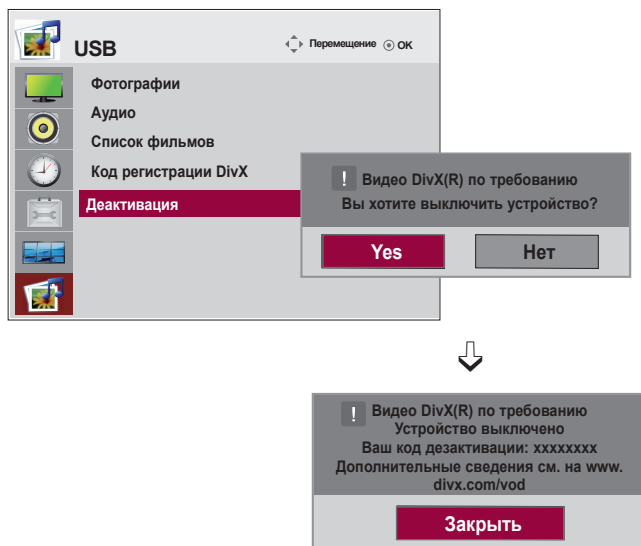 USB
Перемещение OK
Фотографии
Аудио
Список фильмов
Код регистрации DivX
Деактивация
! Видео DivX(R) по требованию
Вы хотите выключить устройство?
Yes Нет
! Видео DivX(R) по требованию
Устройство выключено
Ваш код дезактивации: xxxxxxxx
Дополнительные сведения см. на www.
divx.com/vod
Закрыть